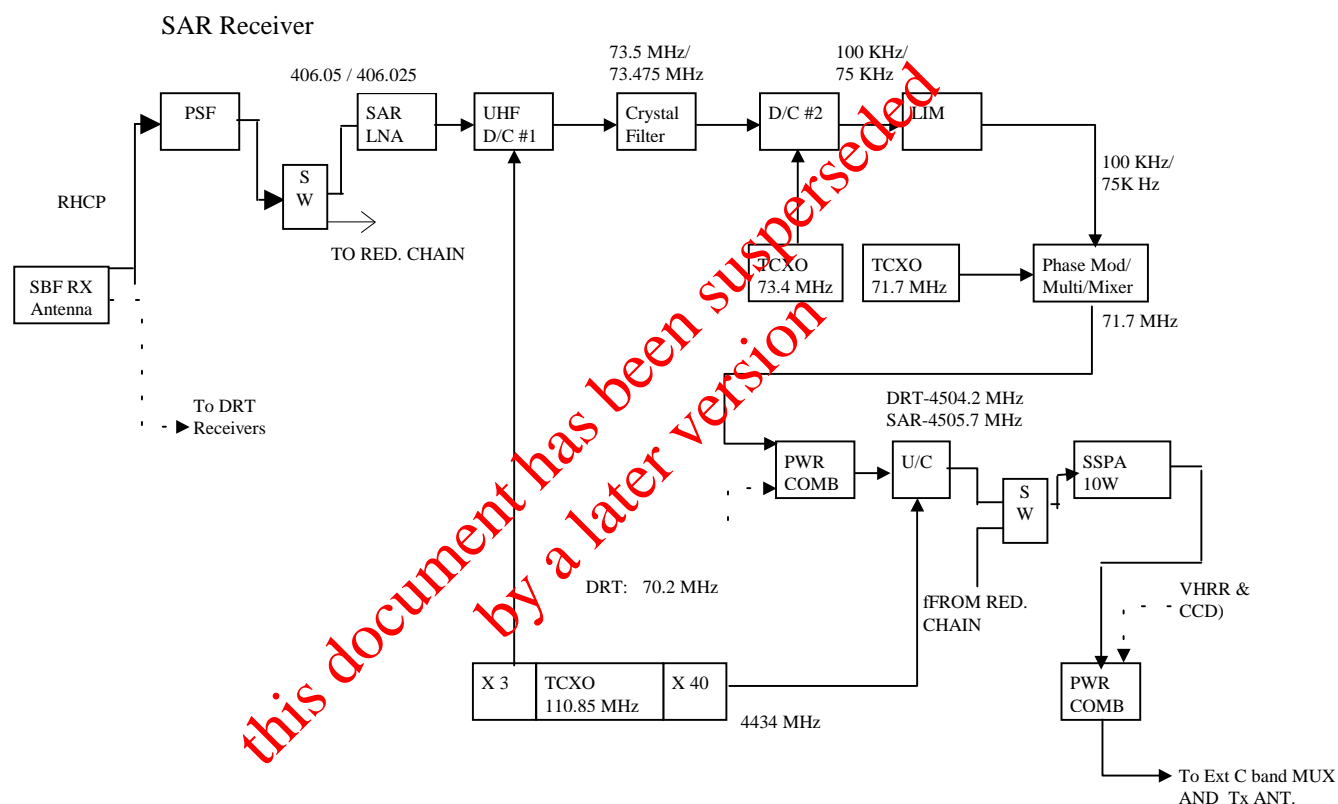 SAR Receiver
73.5 MHz/
73.475 MHz
100 KHz/
75 KHz
406.05 / 406.025
PSF
SAR
LNA
UHF
D/C #1
Crystal
Filter
D/C #2
LIM
S
W
100 KHz/
75K Hz
RHCP
TO RED. CHAIN
SBF RX
Antenna
TCXO
73.4 MHz
TCXO
71.7 MHz
Phase Mod/
Multi/Mixer
71.7 MHz
To DRT
Receivers
DRT-4504.2 MHz
SAR-4505.7 MHz
PWR
COMB
U/C
S
W
SSPA
10W
DRT: 70.2 MHz
fFROM RED.
CHAIN
VHRR &
CCD)
X 3
TCXO
110.85 MHz
X 40
4434 MHz
PWR
COMB
To Ext C band MUX
AND Tx ANT.
this document has been superseded
by a later version